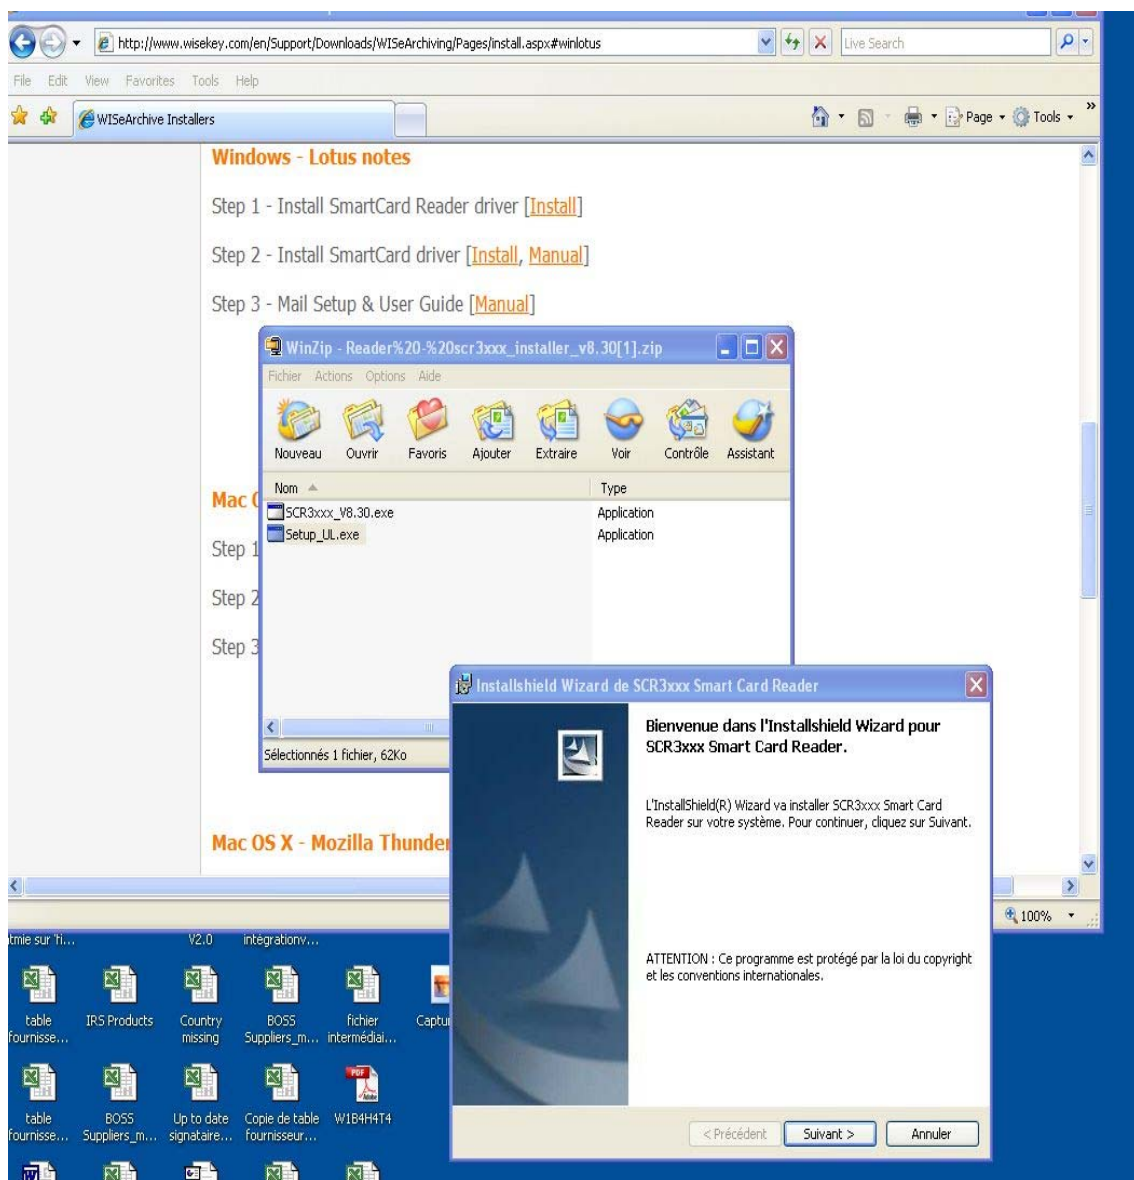 http://www.wisekey.com/en/Support/Downloads/WISeArchiving/Pages/install.aspx#winlotus
Live Search
File Edit View Favorites Tools Help
WISeArchive Installers
Page
Tools
Windows - Lotus notes
Step 1 - Install SmartCard Reader driver [Install]
Step 2 - Install SmartCard driver [Install, Manual]
Step 3 - Mail Setup & User Guide [Manual]
WinZip - Reader%20-%20scr3xxx_installer_v8.30[1].zip
Fichier Actions Options Aide
Nouveau Ouvrir Favoris Ajouter Extraire Voir Contrôle Assistant
Nom Type
SCR3xxx_V8.30.exe Application
Setup_UL.exe Application
Sélectionnés 1 fichier, 62Ko
Mac
Step 1
Step 2
Step 3
Installshield Wizard de SCR3xxx Smart Card Reader
Bienvenue dans l'Installshield Wizard pour
SCR3xxx Smart Card Reader.
L'InstallShield(R) Wizard va installer SCR3xxx Smart Card
Reader sur votre système. Pour continuer, cliquez sur Suivant.
ATTENTION : Ce programme est protégé par la loi du copyright
et les conventions internationales.
< Précédent Suivant > Annuler
Mac OS X - Mozilla Thunde
100%
V2.0
intégrationv...
table
fournisse...
IRS Products
Country
missing
BOSS
Suppliers_m...
fichier
intermédiai...
Captu
table
fournisse...
BOSS
Suppliers_m...
Up to date
signataire...
Copie de table
fournisseur...
W1B4H4T4